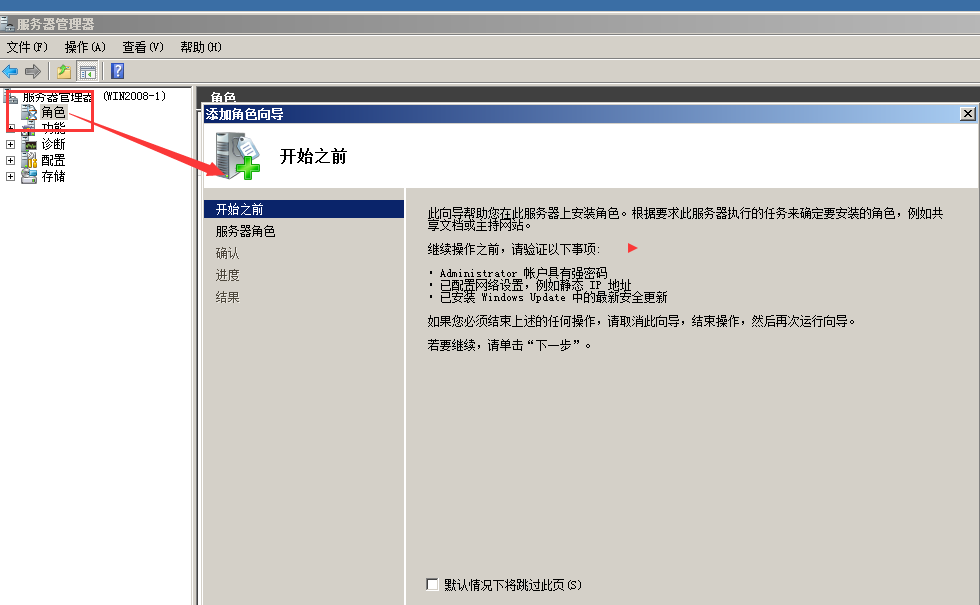 服务器管理器
文件(F) 操作(A) 查看(V) 帮助(H)
服务器管理器 (WIN2008-1)
角色
功能
诊断
配置
存储
角色
添加角色向导
开始之前
开始之前
服务器角色
确认
进度
结果
此向导帮助您在此服务器上安装角色。根据要求此服务器执行的任务来确定要安装的角色，例如共
享文档或主持网站。
继续操作之前，请验证以下事项:
· Administrator 帐户具有强密码
· 已配置网络设置，例如静态 IP 地址
· 已安装 Windows Update 中的最新安全更新
如果您必须结束上述的任何操作，请取消此向导，结束操作，然后再次运行向导。
若要继续，请单击“下一步”。
默认情况下将跳过此页(S)